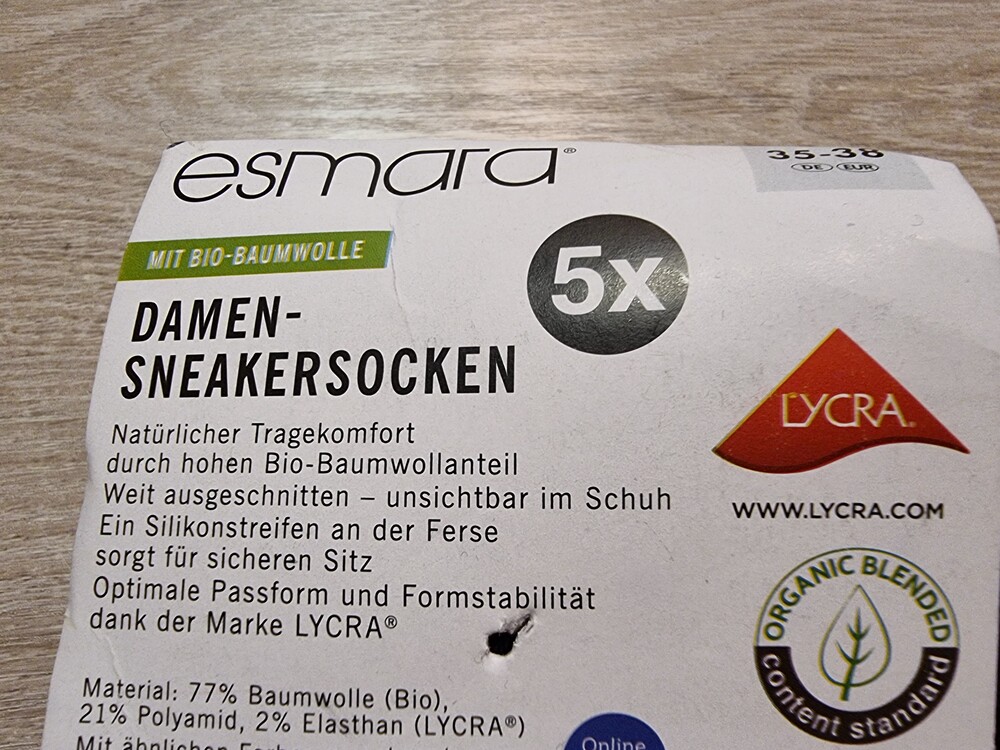 esmara®
35-38
DE EUR
MIT BIO-BAUMWOLLE
5x
DAMEN-
SNEAKERSOCKEN
Natürlicher Tragekomfort
durch hohen Bio-Baumwollanteil
Weit ausgeschnitten – unsichtbar im Schuh
Ein Silikonstreifen an der Ferse
sorgt für sicheren Sitz
Optimale Passform und Formstabilität
dank der Marke LYCRA®
LYCRA®
WWW.LYCRA.COM
ORGANIC BLENDED
content standard
Material: 77% Baumwolle (Bio),
21% Polyamid, 2% Elasthan (LYCRA®)
Mit ähnlichen
Online